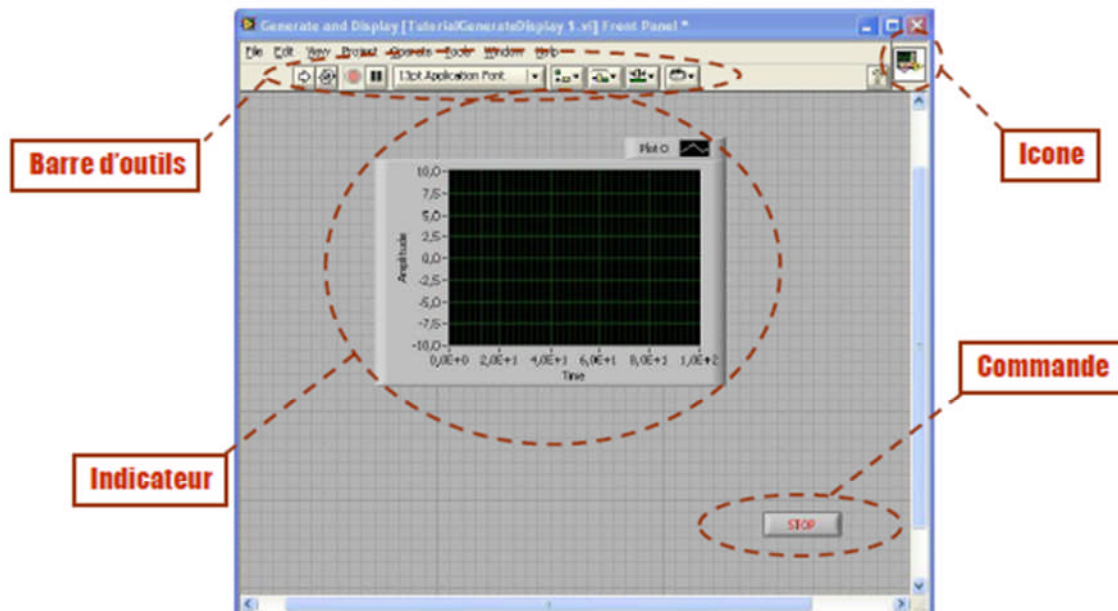 Generate and Display [TutorialGenerateDisplay 1.vi] Front Panel *
File Edit View Project Operate Tools Window Help
13pt Application Font
Barre d'outils
Icone
Plot 0
10,0
7,5
5,0
2,5
0,0
-2,5
-5,0
-7,5
-10,0
Amplitude
0,0E+0 2,0E+1 4,0E+1 6,0E+1 8,0E+1 1,0E+2
Time
Commande
Indicateur
STOP